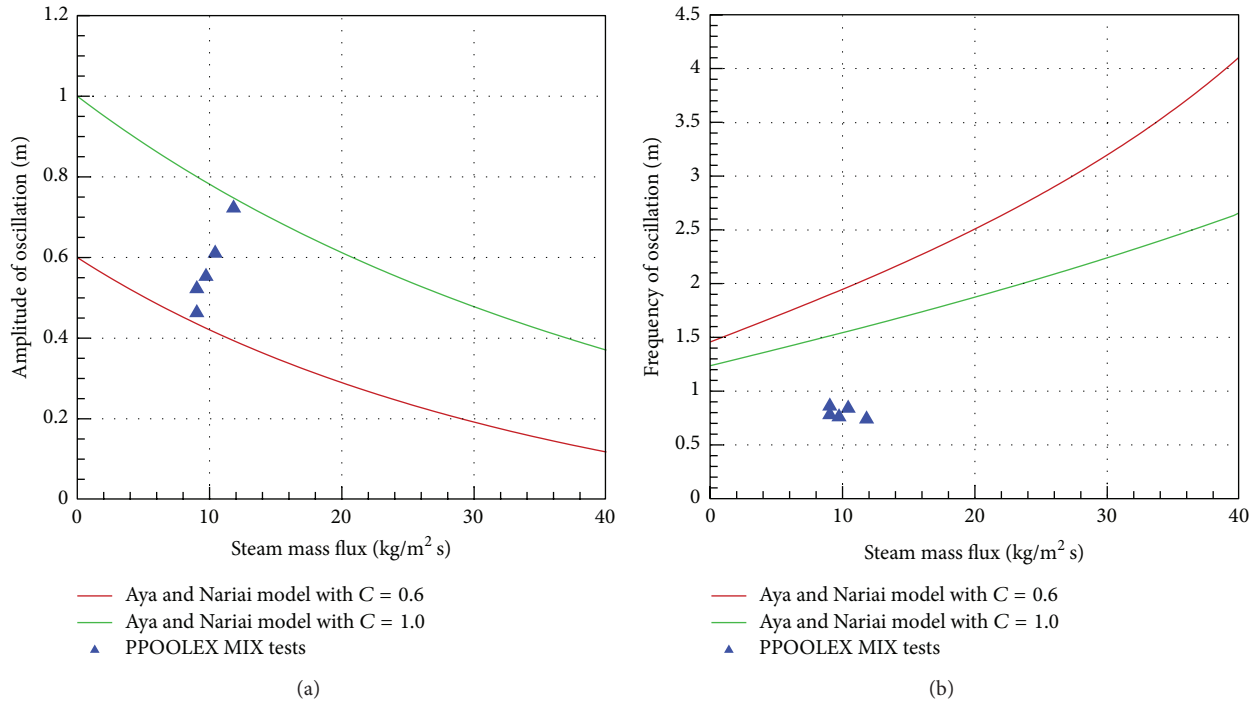 1.2
1
0.8
0.6
0.4
0.2
0
Amplitude of oscillation (m)
0 10 20 30 40
Steam mass flux (kg/m² s)
Aya and Nariai model with C = 0.6
Aya and Nariai model with C = 1.0
PPOOLEX MIX tests
(a)
4.5
4
3.5
3
2.5
2
1.5
1
0.5
0
Frequency of oscillation (m)
0 10 20 30 40
Steam mass flux (kg/m² s)
Aya and Nariai model with C = 0.6
Aya and Nariai model with C = 1.0
PPOOLEX MIX tests
(b)